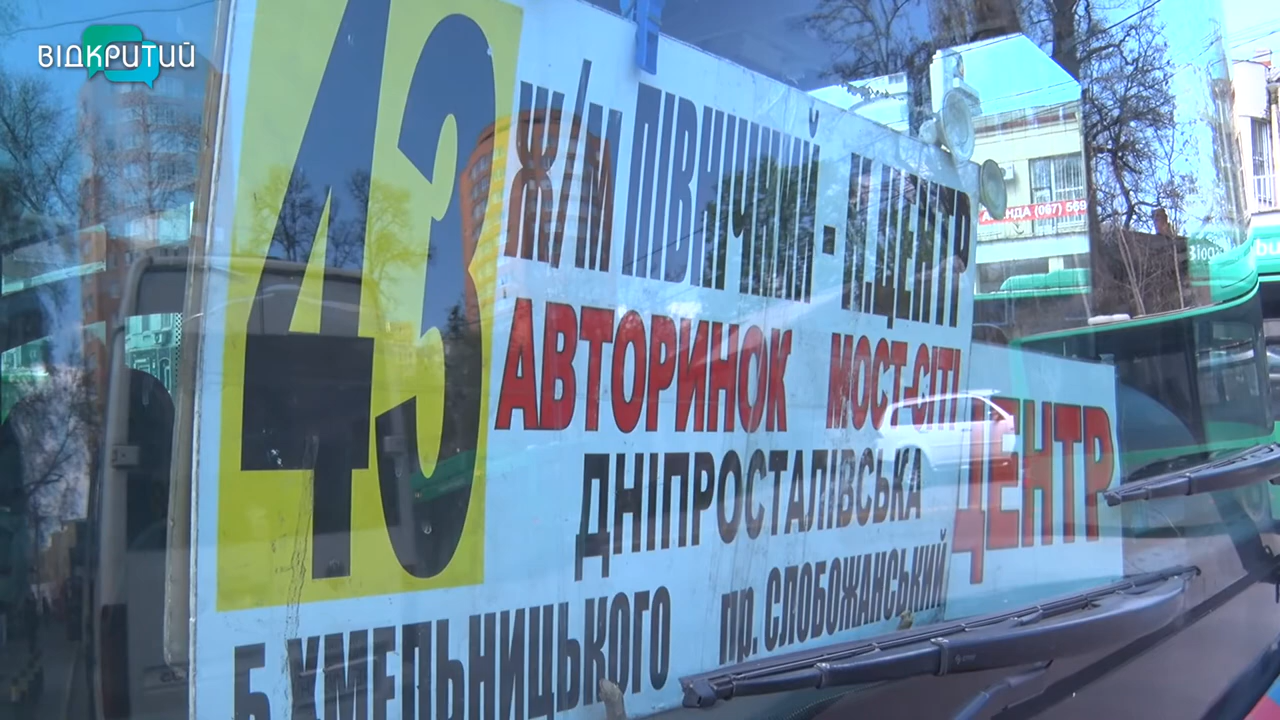 ВІДКРИТИЙ
43
Ж/М ПІВНІЧНИЙ - ЦЕНТР
АВТОРИНОК МОСТ-СІТІ
ДНІПРОСТАЛІВСЬКА
ЦЕНТР
Б.ХМЕЛЬНИЦЬКОГО пр. СЛОБОЖАНСЬКИЙ
(067) 569